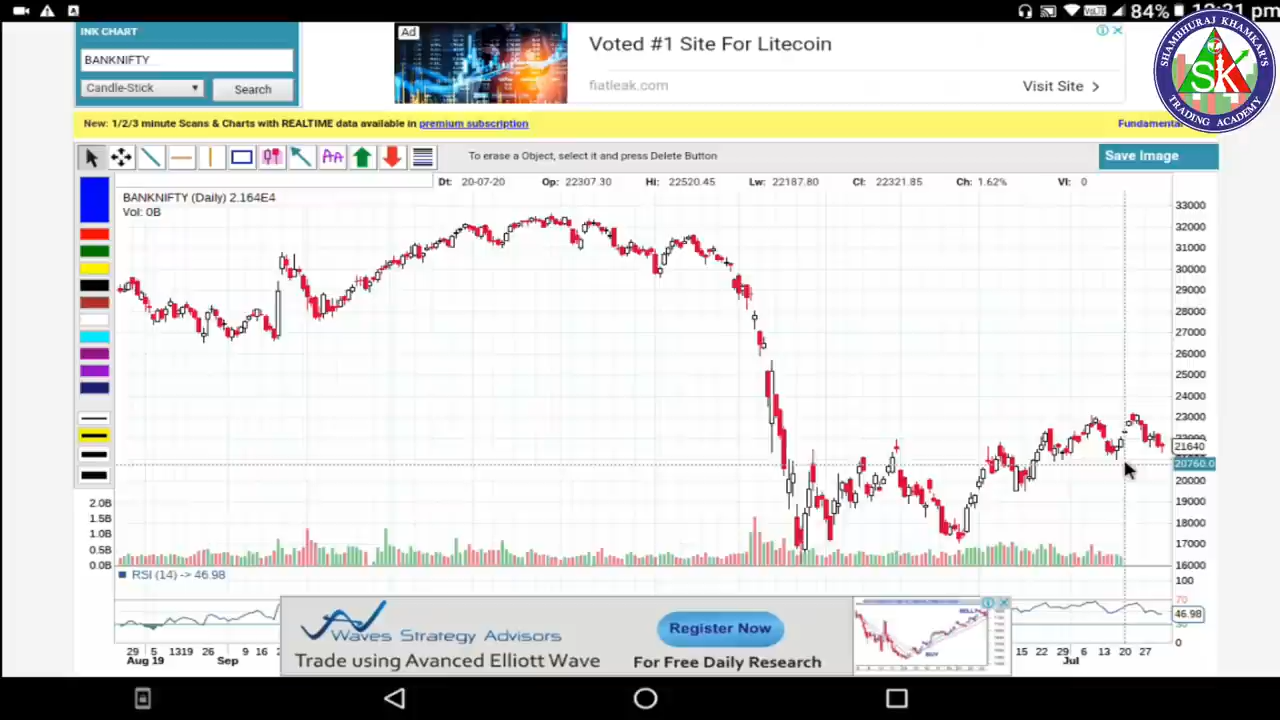 84%
INK CHART
BANKNIFTY
Candle-Stick
Search
Ad
Voted #1 Site For Litecoin
fiatleak.com
Visit Site
SHAMBHURAJ KHAMKAR'S
SK
TRADING ACADEMY
New: 1/2/3 minute Scans & Charts with REALTIME data available in premium subscription
Fundamental
To erase a Object, select it and press Delete Button
Save Image
Dt: 20-07-20 Op: 22307.30 Hi: 22520.45 Lw: 22187.80 Cl: 22321.85 Ch: 1.62% Vl: 0
BANKNIFTY (Daily) 2.164E4
Vol: 0B
33000
32000
31000
30000
29000
28000
27000
26000
25000
24000
23000
21640
20760.0
20000
19000
18000
17000
16000
2.0B
1.5B
1.0B
0.5B
0.0B
RSI (14) -> 46.98
100
70
46.98
0
Waves Strategy Advisors
Trade using Avanced Elliott Wave
Register Now
For Free Daily Research
SELL
BUY
29 5 1319 26 9 16 15 22 29 6 13 20 27
Aug 19 Sep Jul